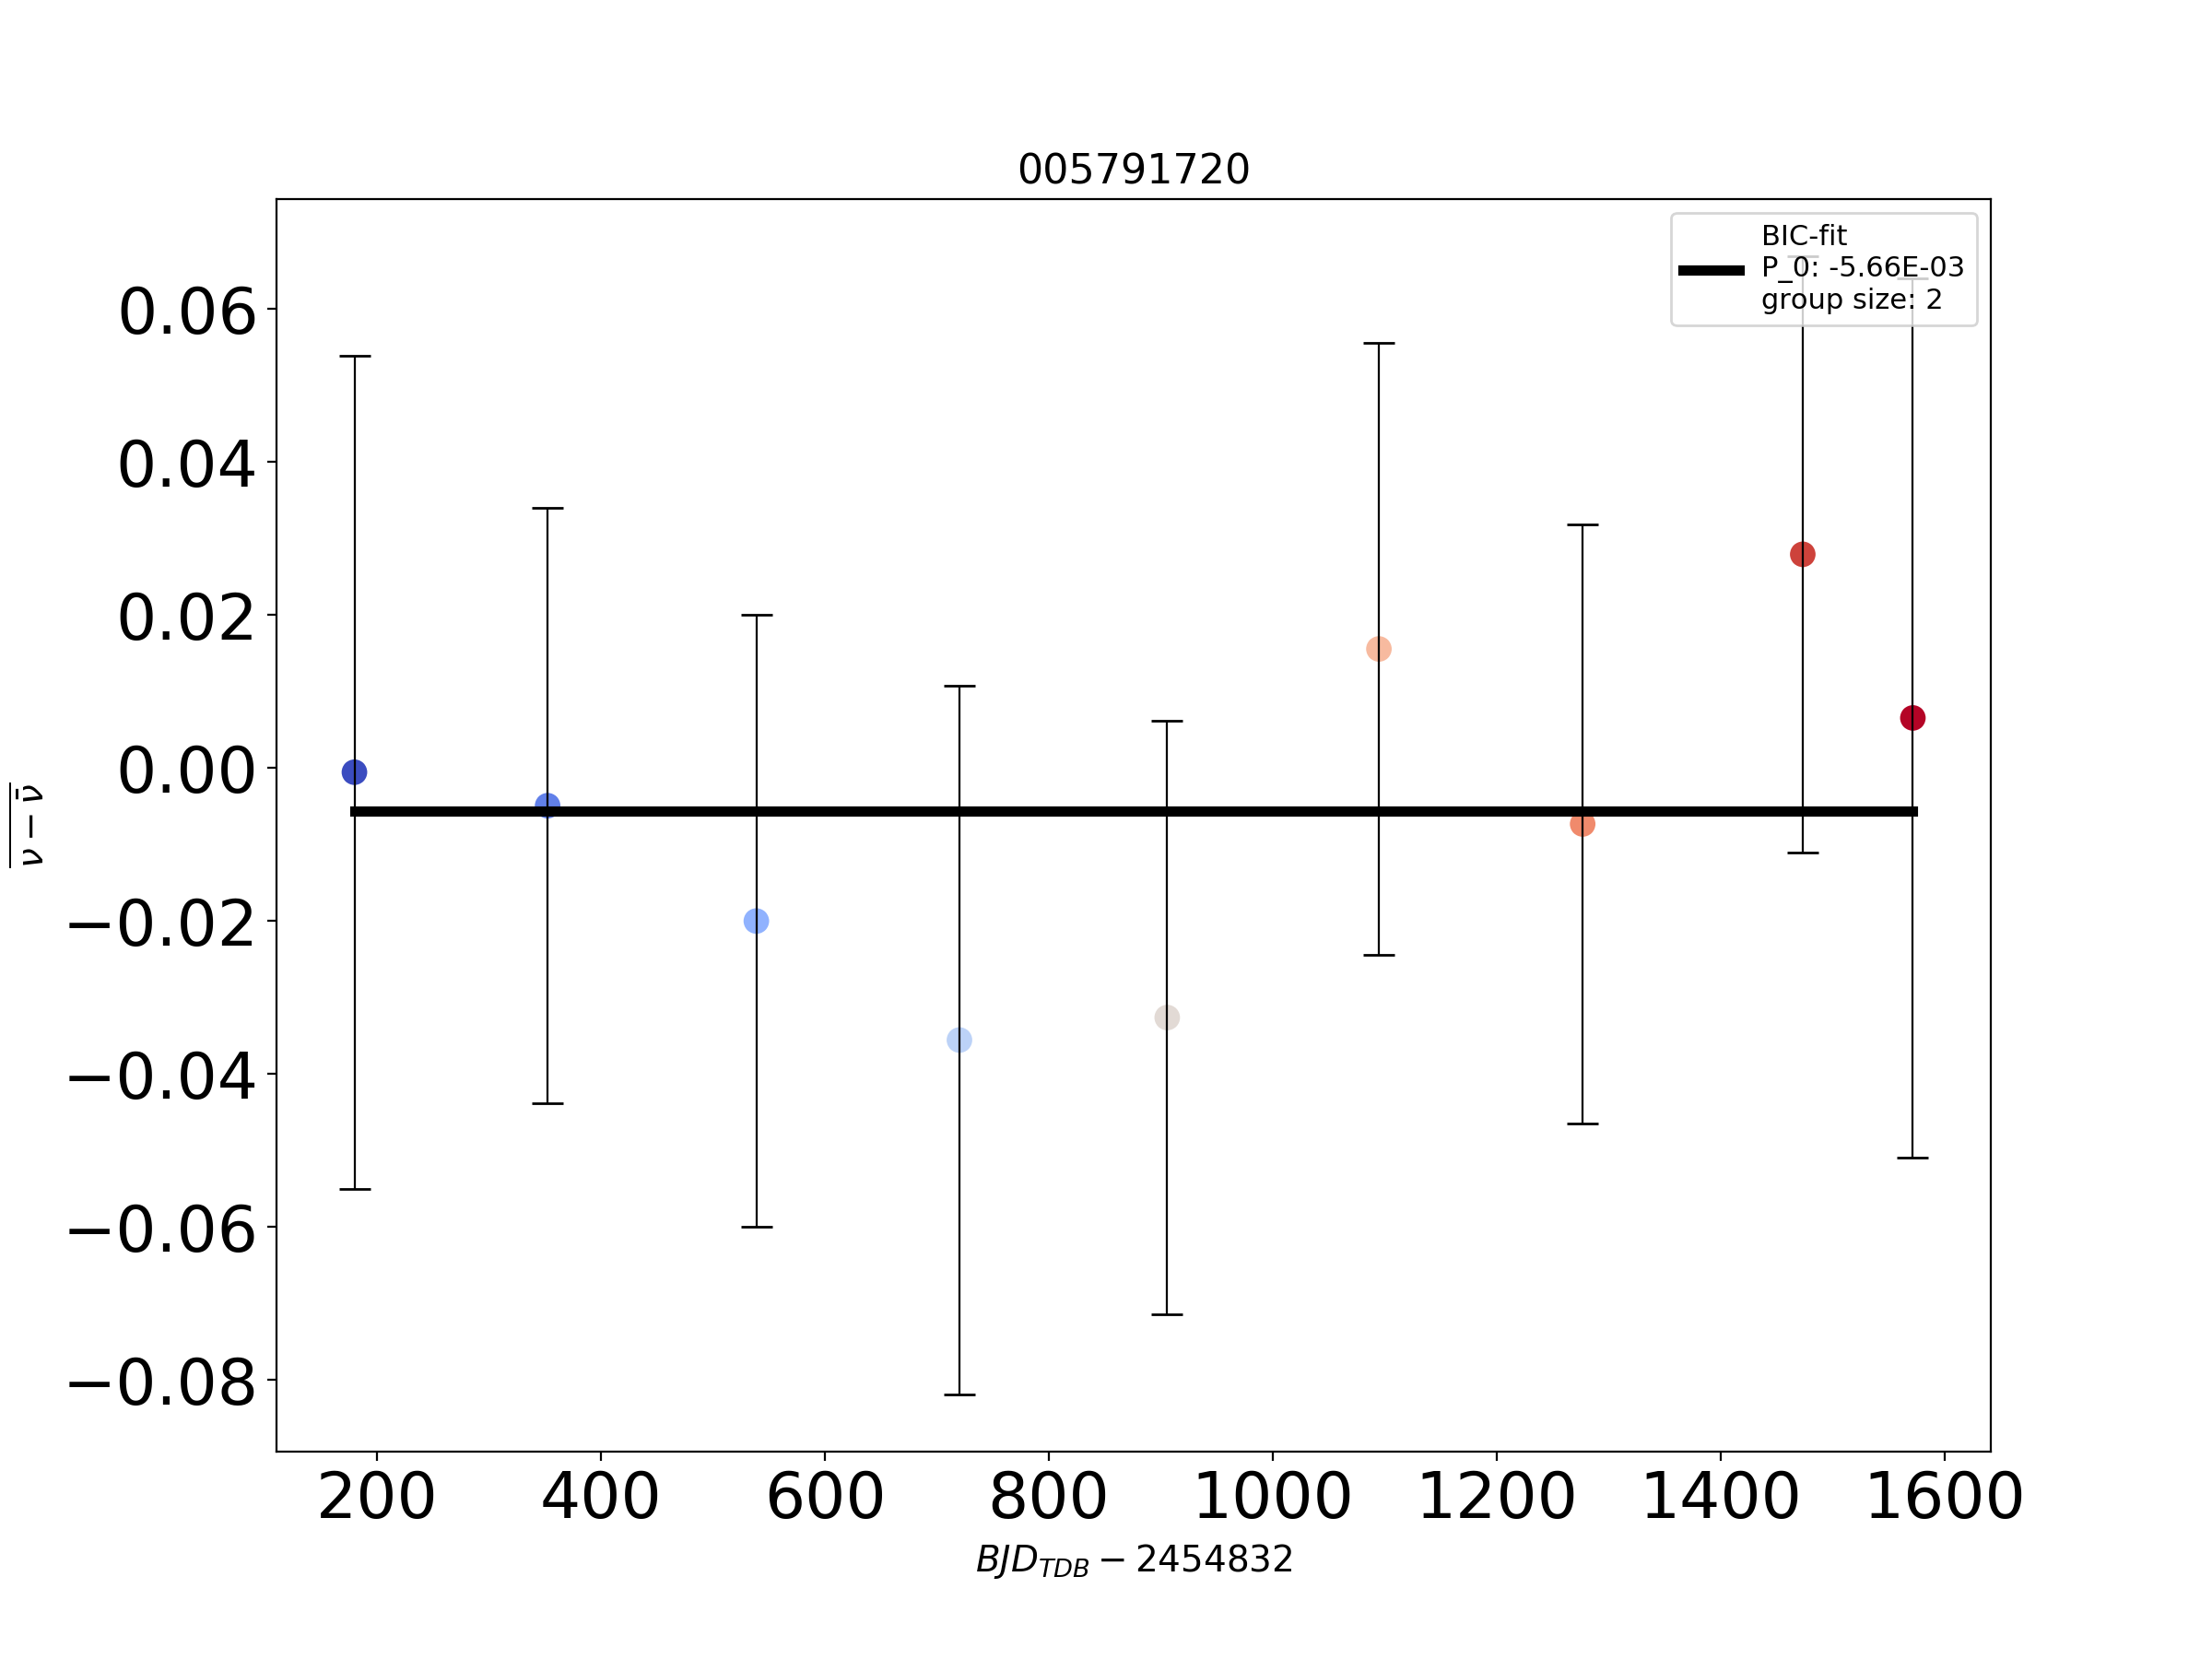 005791720
BIC-fit
P_0: -5.66E-03
group size: 2
0.06
0.04
0.02
0.00
−0.02
−0.04
−0.06
−0.08
ν − ν̄
200 400 600 800 1000 1200 1400 1600
BJD_TDB − 2454832